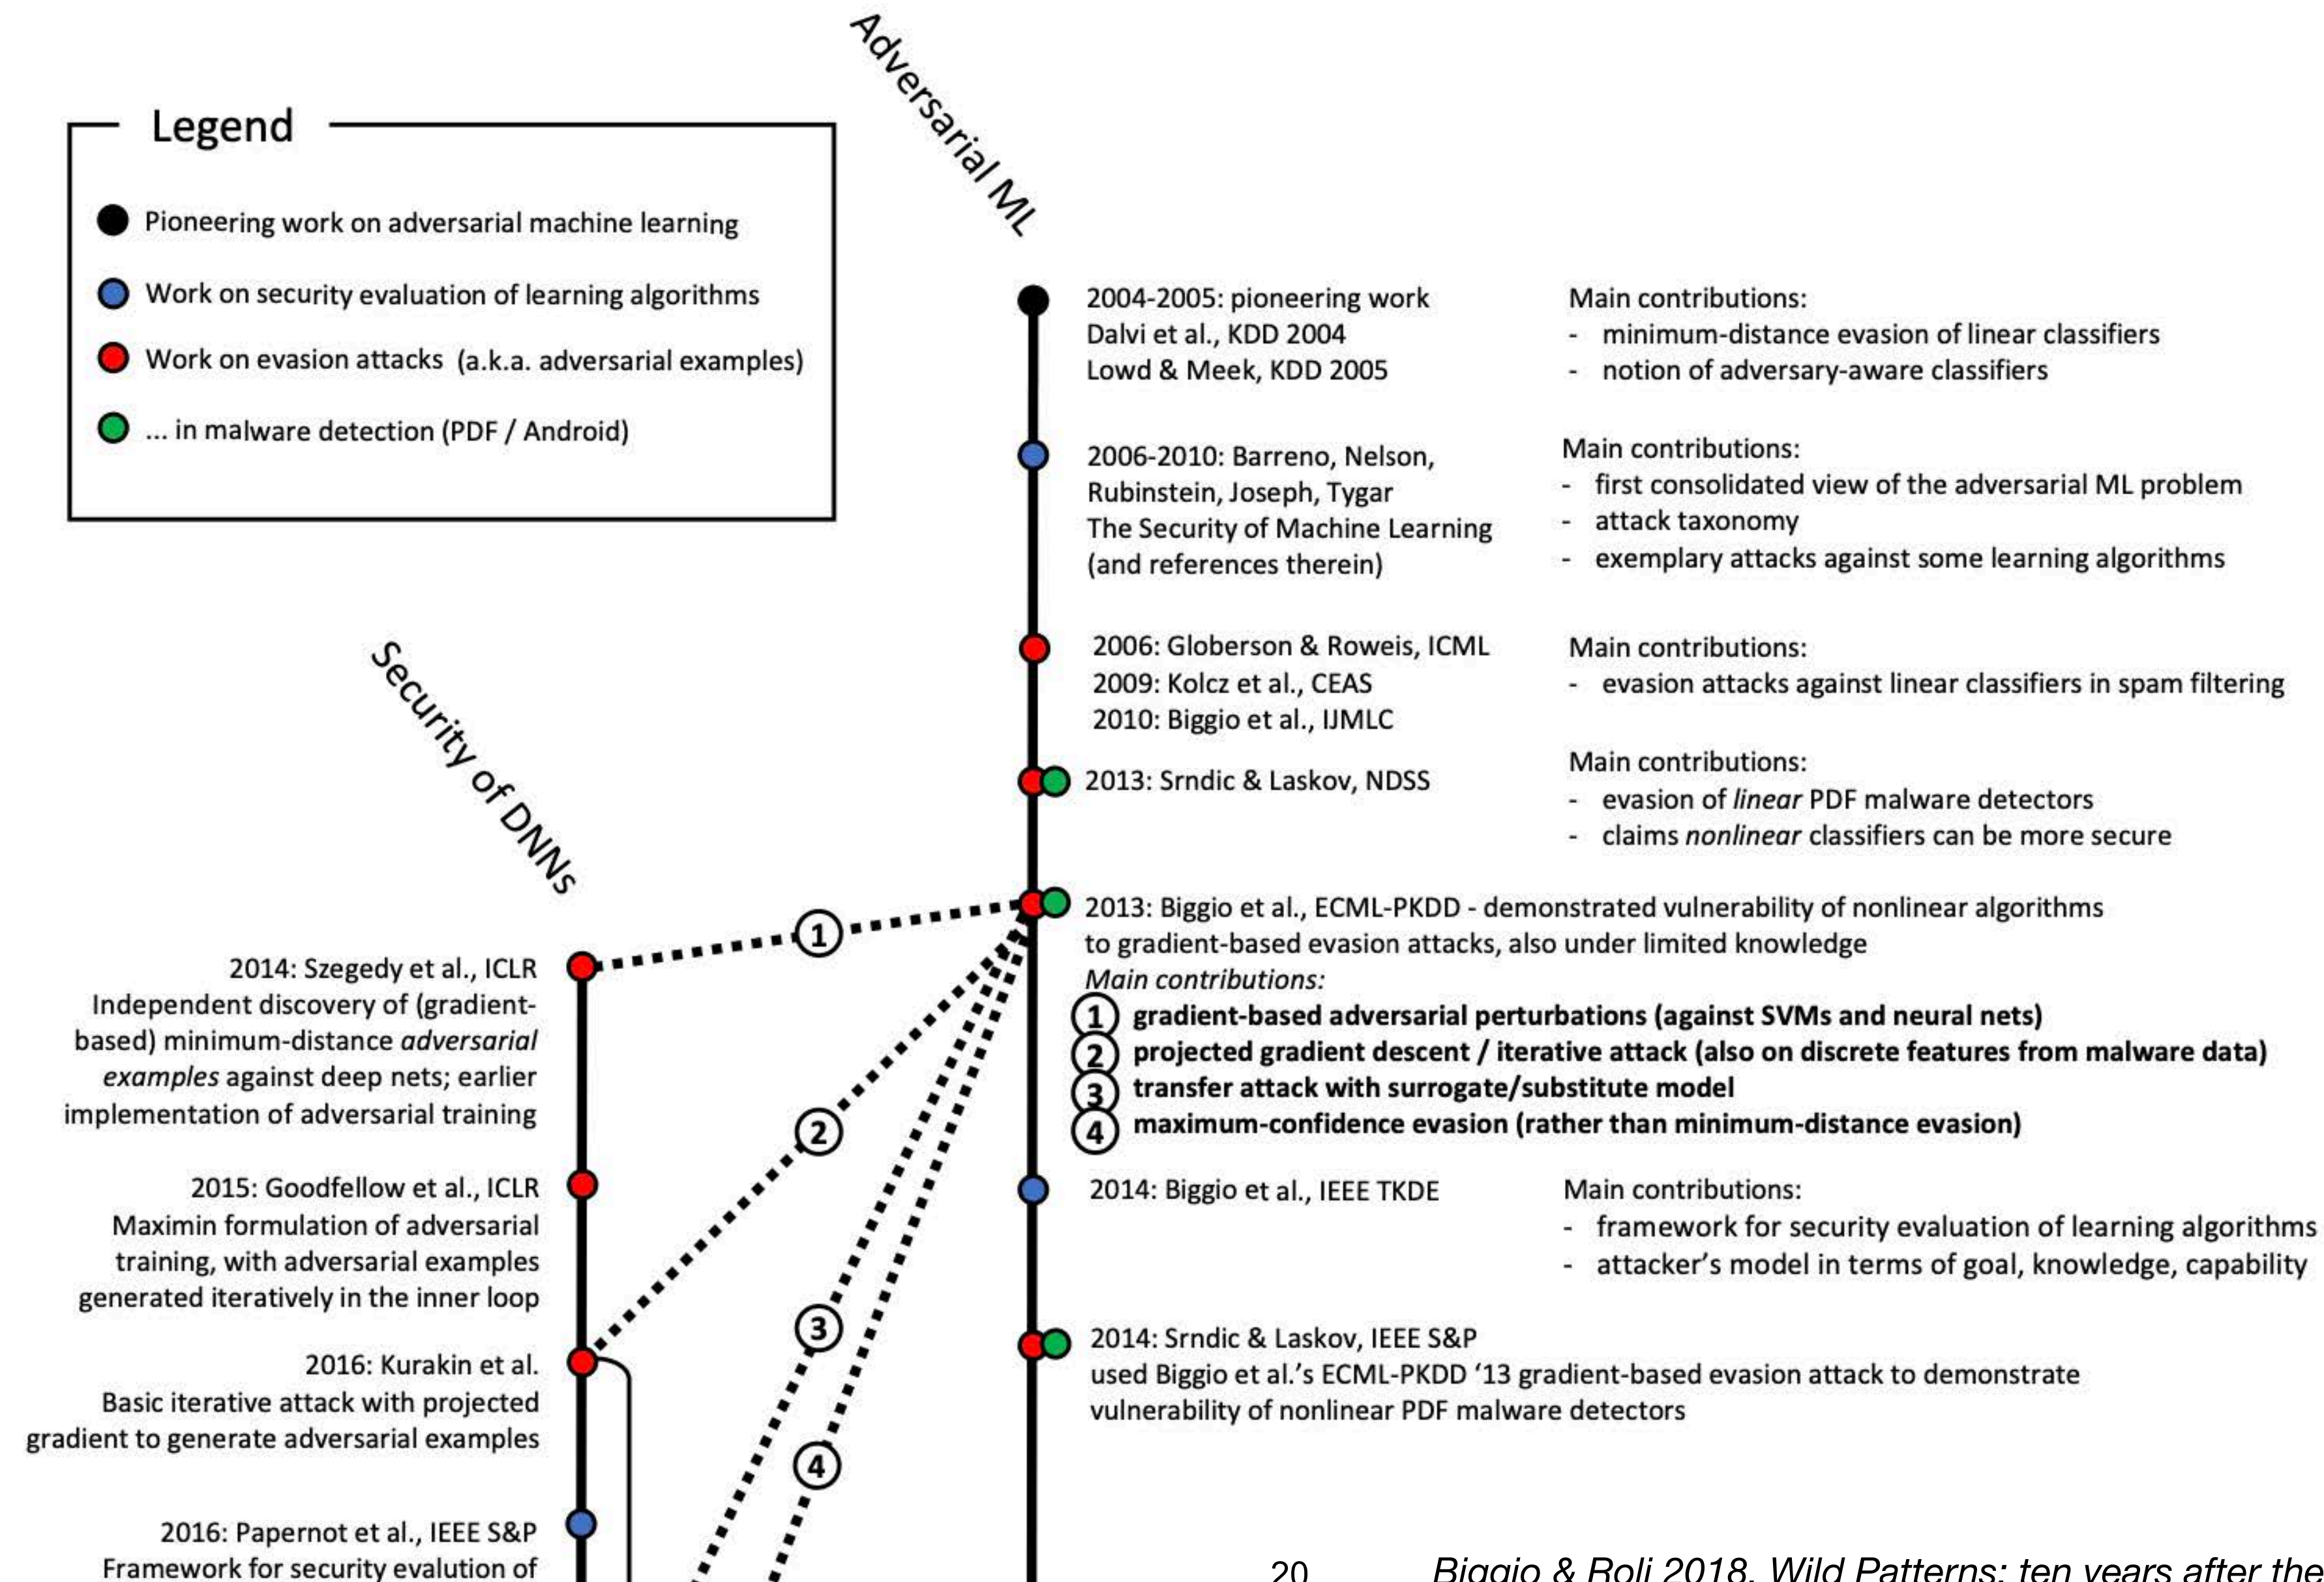 Adversarial ML
Legend
Pioneering work on adversarial machine learning
Work on security evaluation of learning algorithms
Work on evasion attacks (a.k.a. adversarial examples)
... in malware detection (PDF / Android)
2004-2005: pioneering work
Dalvi et al., KDD 2004
Lowd & Meek, KDD 2005
Main contributions:
- minimum-distance evasion of linear classifiers
- notion of adversary-aware classifiers
2006-2010: Barreno, Nelson,
Rubinstein, Joseph, Tygar
The Security of Machine Learning
(and references therein)
Main contributions:
- first consolidated view of the adversarial ML problem
- attack taxonomy
- exemplary attacks against some learning algorithms
2006: Globerson & Roweis, ICML
2009: Kolcz et al., CEAS
2010: Biggio et al., IJMLC
Main contributions:
- evasion attacks against linear classifiers in spam filtering
2013: Srndic & Laskov, NDSS
Main contributions:
- evasion of linear PDF malware detectors
- claims nonlinear classifiers can be more secure
2013: Biggio et al., ECML-PKDD - demonstrated vulnerability of nonlinear algorithms
to gradient-based evasion attacks, also under limited knowledge
Main contributions:
1 gradient-based adversarial perturbations (against SVMs and neural nets)
2 projected gradient descent / iterative attack (also on discrete features from malware data)
3 transfer attack with surrogate/substitute model
4 maximum-confidence evasion (rather than minimum-distance evasion)
2014: Biggio et al., IEEE TKDE
Main contributions:
- framework for security evaluation of learning algorithms
- attacker's model in terms of goal, knowledge, capability
2014: Srndic & Laskov, IEEE S&P
used Biggio et al.'s ECML-PKDD '13 gradient-based evasion attack to demonstrate
vulnerability of nonlinear PDF malware detectors
Security of DNNs
1
2
3
4
2014: Szegedy et al., ICLR
Independent discovery of (gradient-
based) minimum-distance adversarial
examples against deep nets; earlier
implementation of adversarial training
2015: Goodfellow et al., ICLR
Maximin formulation of adversarial
training, with adversarial examples
generated iteratively in the inner loop
2016: Kurakin et al.
Basic iterative attack with projected
gradient to generate adversarial examples
2016: Papernot et al., IEEE S&P
Framework for security evalution of
20
Biggio & Roli 2018. Wild Patterns: ten years after the